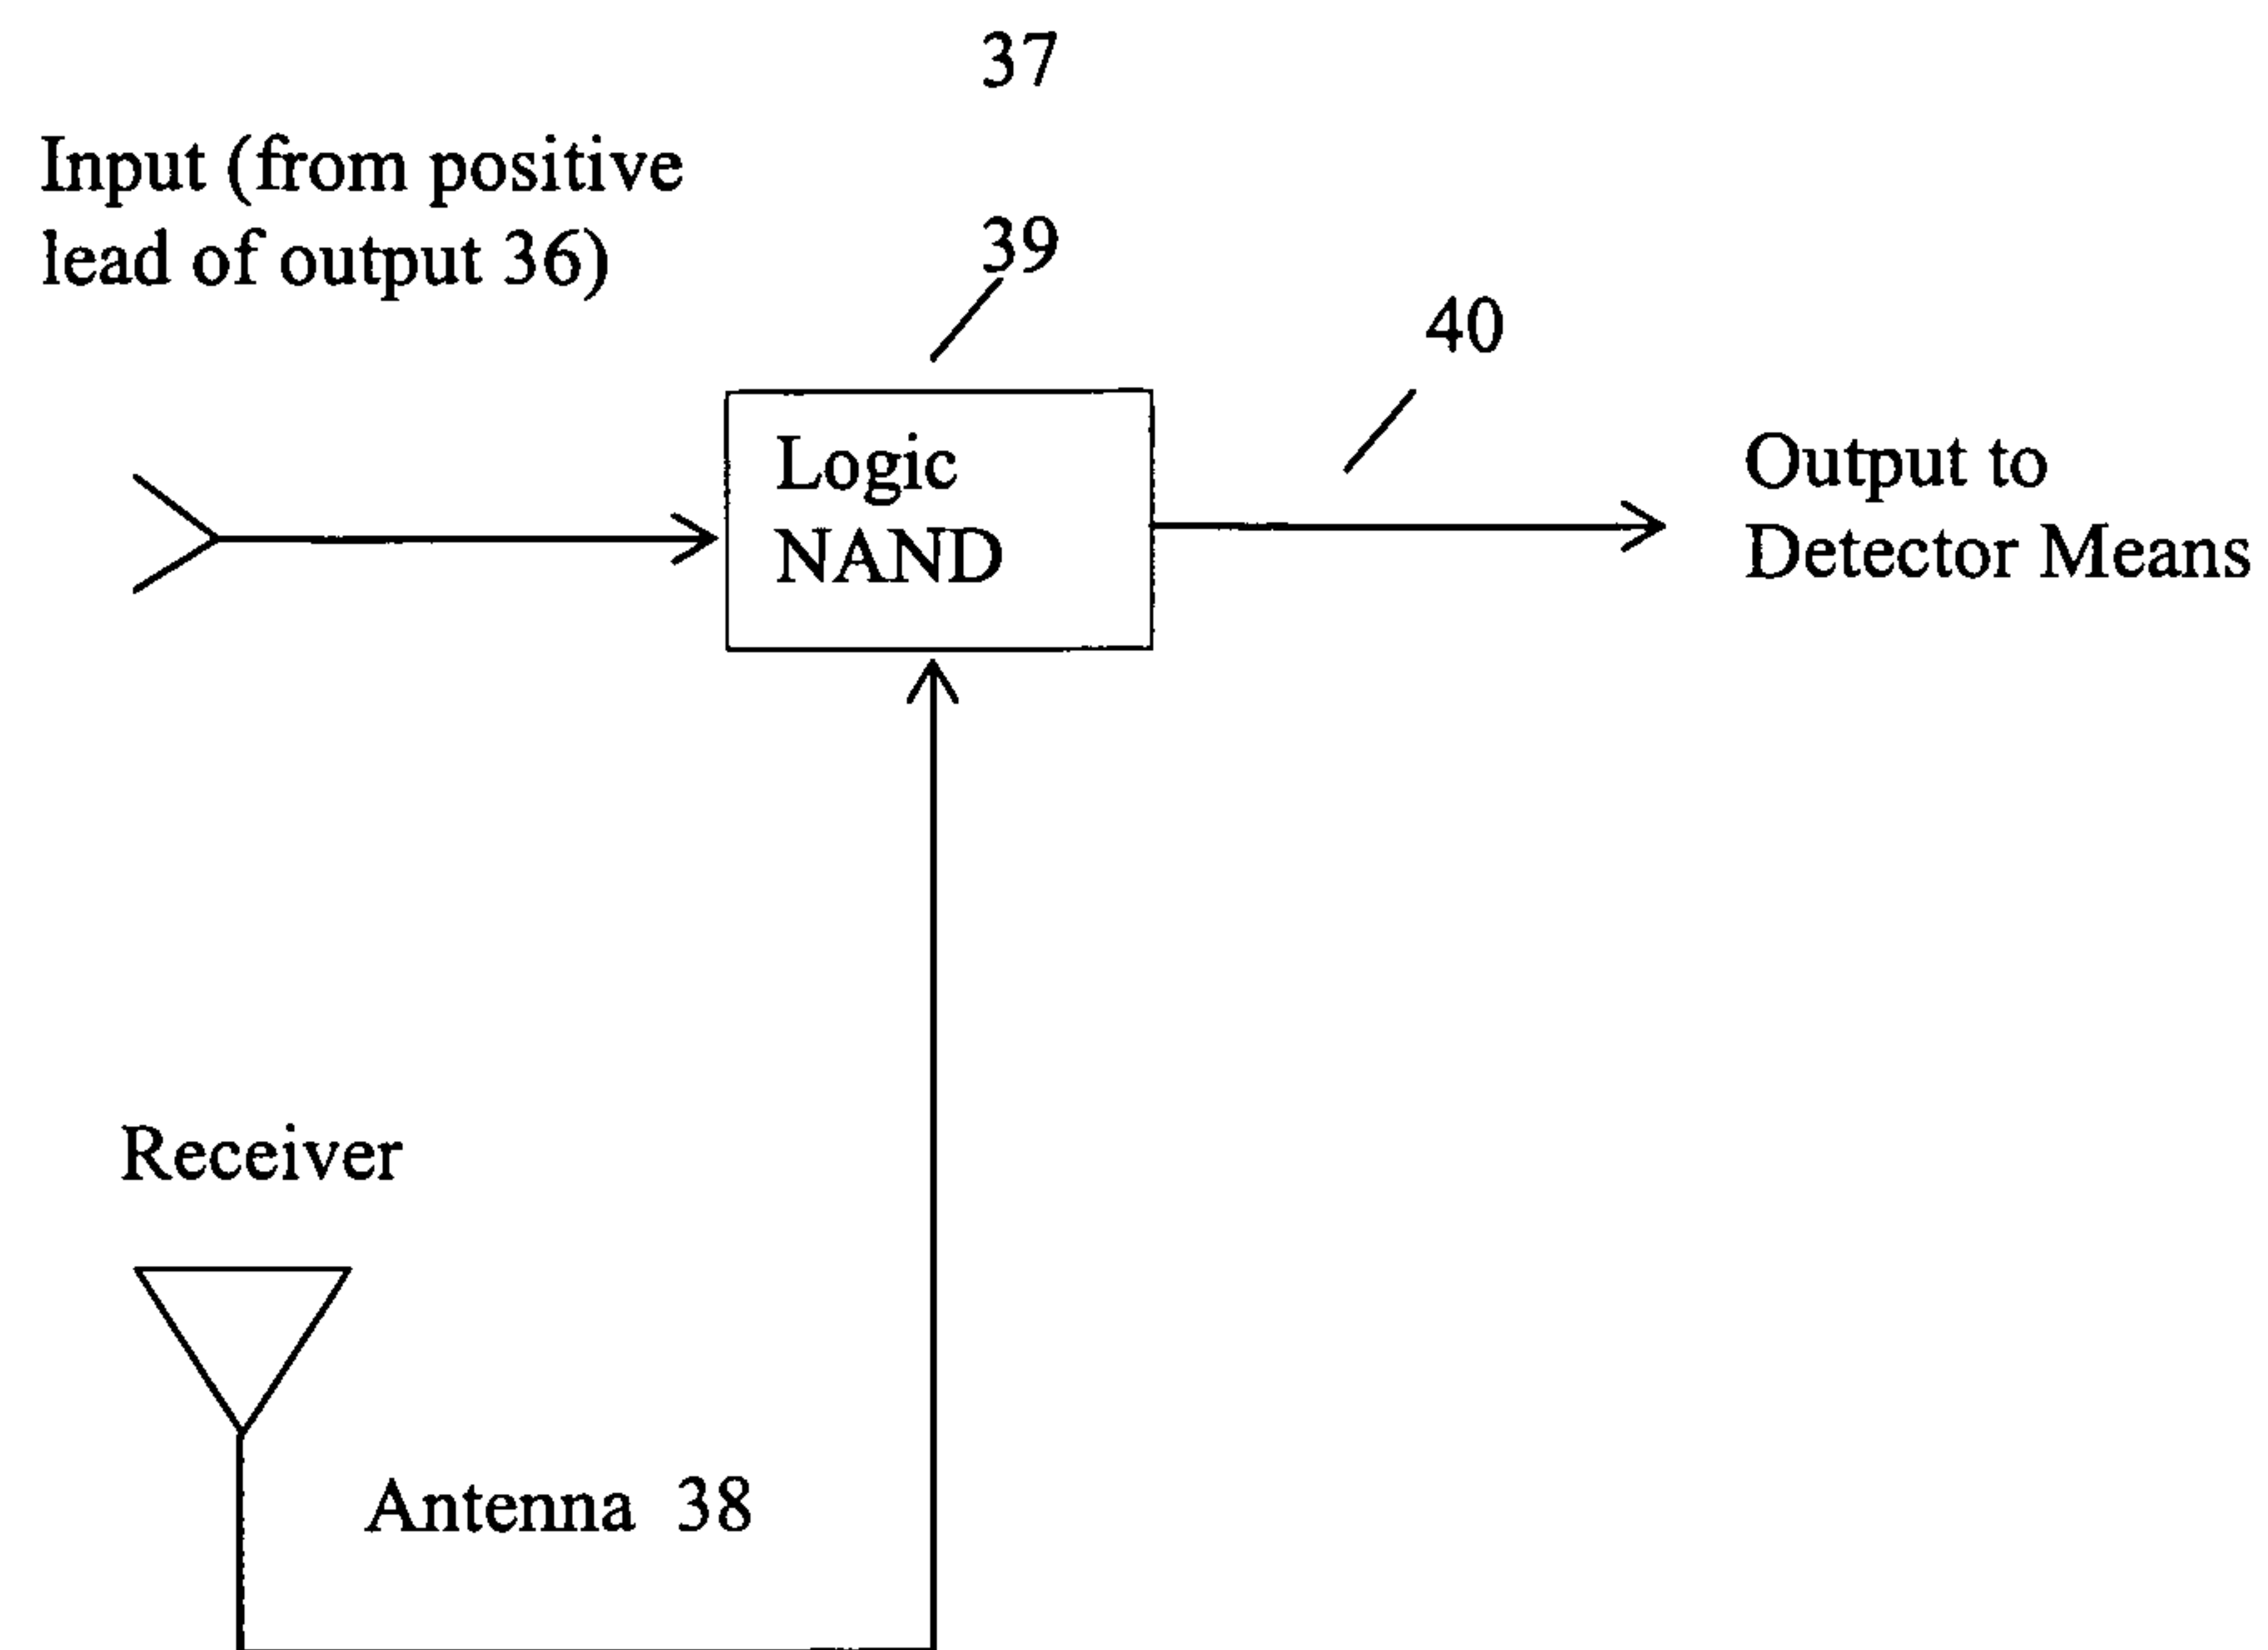 37
Input (from positive
lead of output 36)
39
40
Logic
NAND
Output to
Detector Means
Receiver
Antenna 38